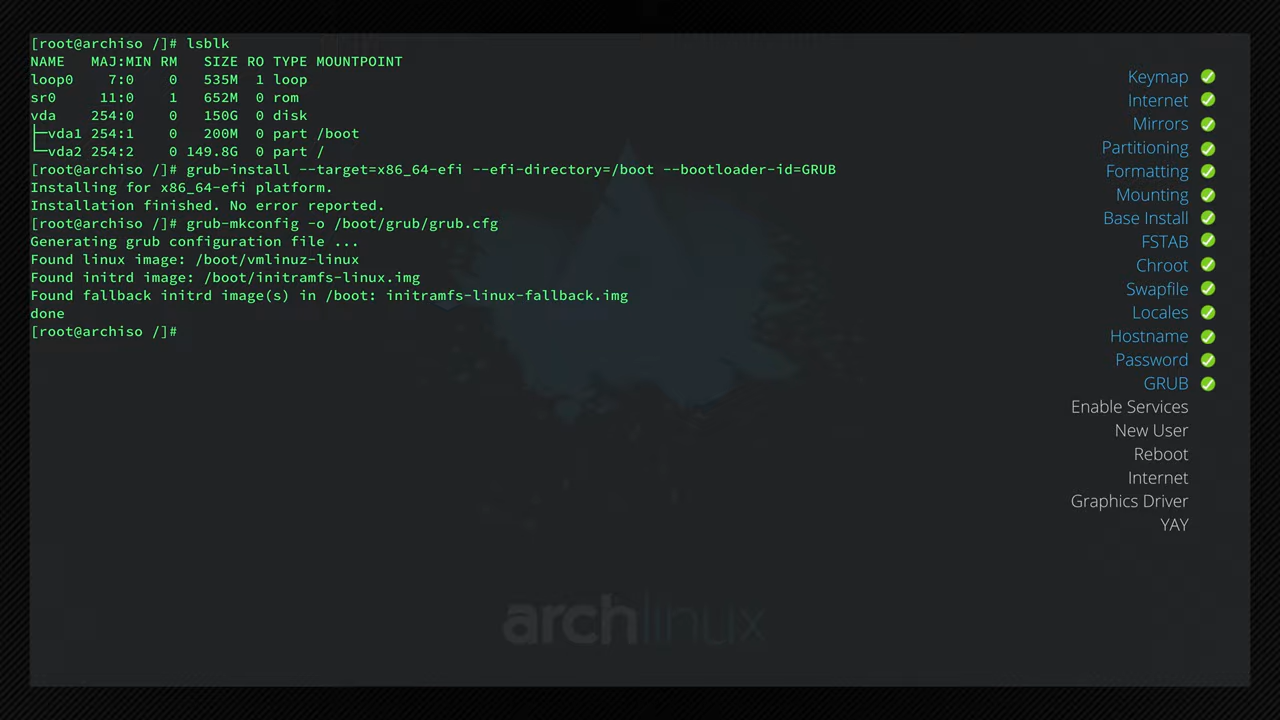 [root@archiso /]# lsblk
NAME   MAJ:MIN RM   SIZE RO TYPE MOUNTPOINT
loop0    7:0    0   535M  1 loop
sr0     11:0    1   652M  0 rom
vda    254:0    0   150G  0 disk
├─vda1 254:1    0   200M  0 part /boot
└─vda2 254:2    0 149.8G  0 part /
[root@archiso /]# grub-install --target=x86_64-efi --efi-directory=/boot --bootloader-id=GRUB
Installing for x86_64-efi platform.
Installation finished. No error reported.
[root@archiso /]# grub-mkconfig -o /boot/grub/grub.cfg
Generating grub configuration file ...
Found linux image: /boot/vmlinuz-linux
Found initrd image: /boot/initramfs-linux.img
Found fallback initrd image(s) in /boot: initramfs-linux-fallback.img
done
[root@archiso /]#
Keymap
Internet
Mirrors
Partitioning
Formatting
Mounting
Base Install
FSTAB
Chroot
Swapfile
Locales
Hostname
Password
GRUB
Enable Services
New User
Reboot
Internet
Graphics Driver
YAY
archlinux